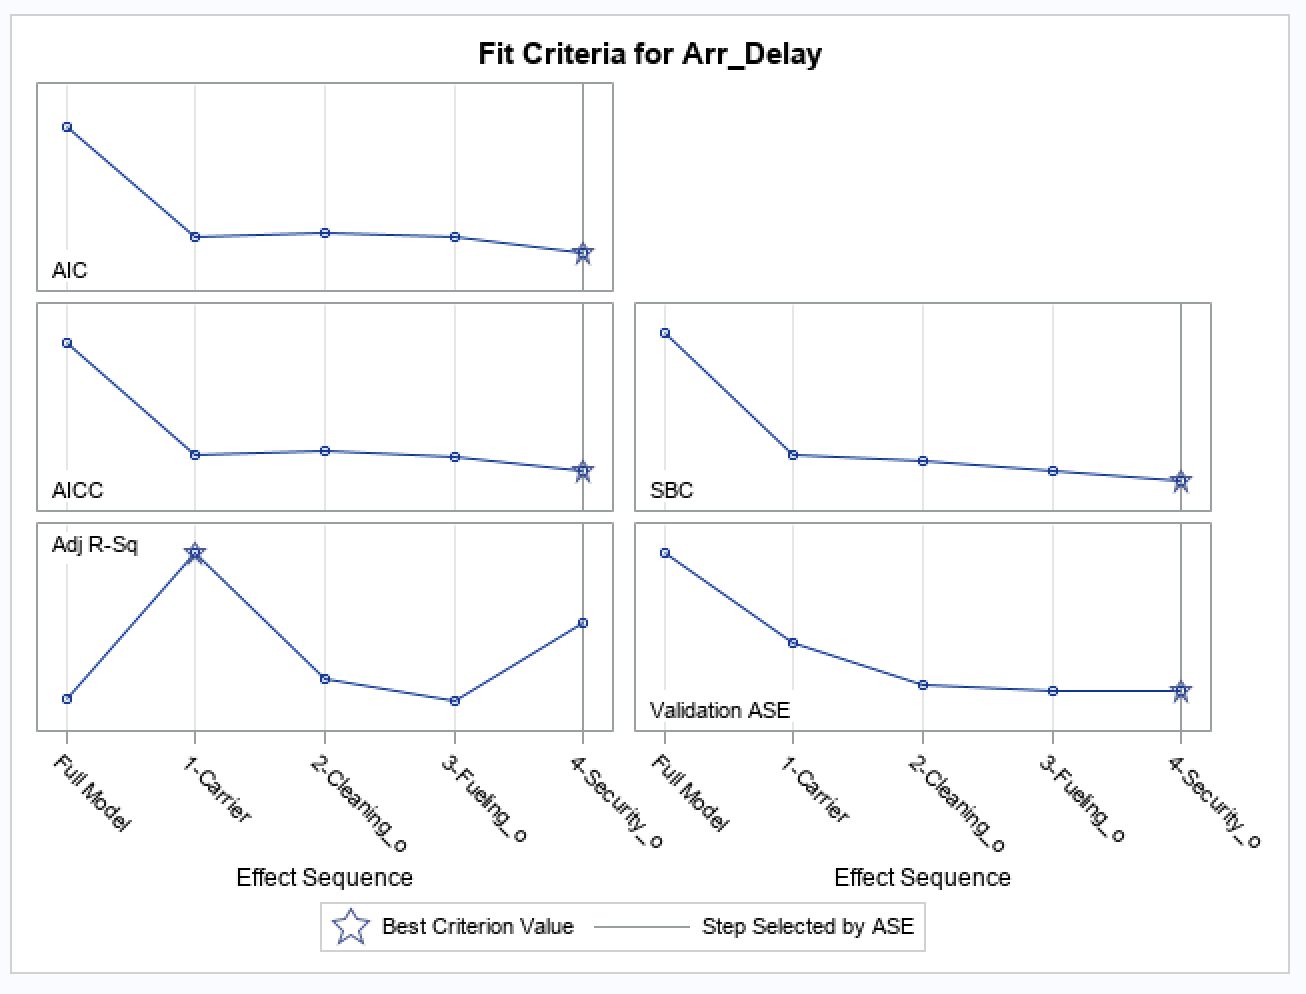 Fit Criteria for Arr_Delay
AIC
AICC
SBC
Adj R-Sq
Validation ASE
Full Model
1-Carrier
2-Cleaning_o
3-Fueling_o
4-Security_o
Full Model
1-Carrier
2-Cleaning_o
3-Fueling_o
4-Security_o
Effect Sequence
Effect Sequence
Best Criterion Value
Step Selected by ASE